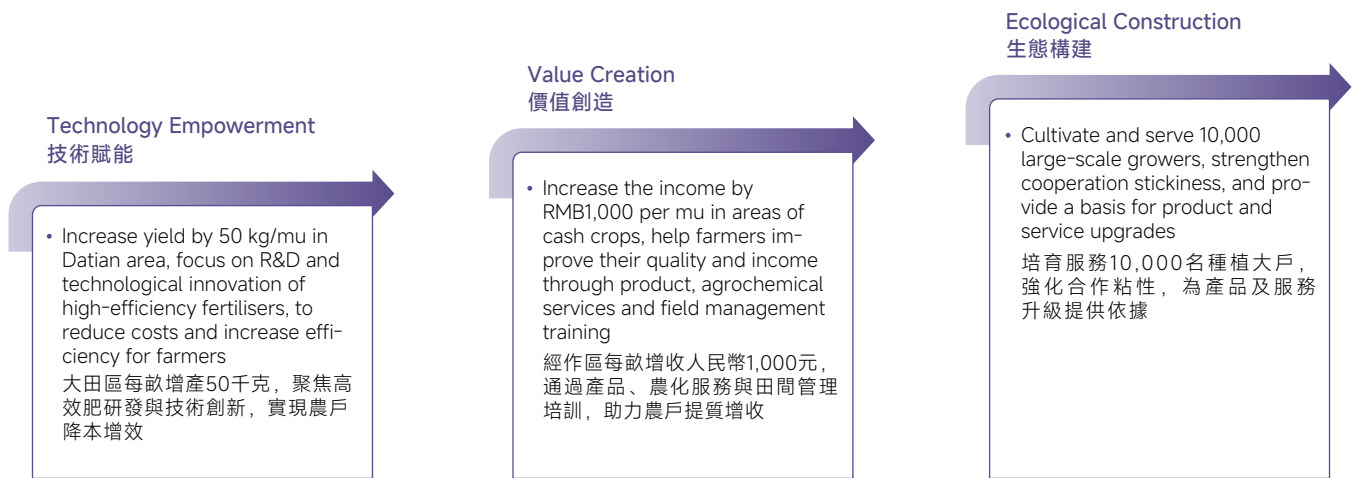 Technology Empowerment
技術賦能
• Increase yield by 50 kg/mu in
Datian area, focus on R&D and
technological innovation of
high-efficiency fertilisers, to
reduce costs and increase effi-
ciency for farmers
大田區每畝增產50千克，聚焦高
效肥研發與技術創新，實現農戶
降本增效
Value Creation
價值創造
• Increase the income by
RMB1,000 per mu in areas of
cash crops, help farmers im-
prove their quality and income
through product, agrochemical
services and field management
training
經作區每畝增收人民幣1,000元，
通過產品、農化服務與田間管理
培訓，助力農戶提質增收
Ecological Construction
生態構建
• Cultivate and serve 10,000
large-scale growers, strengthen
cooperation stickiness, and pro-
vide a basis for product and
service upgrades
培育服務10,000名種植大戶，
強化合作粘性，為產品及服務
升級提供依據